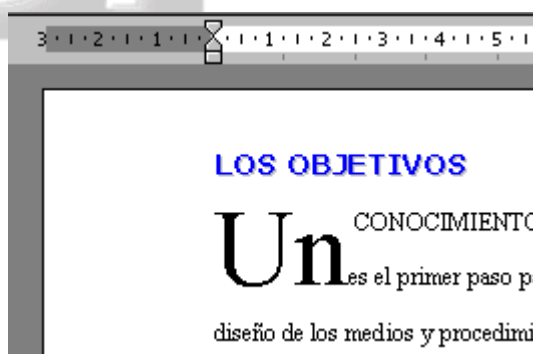 3 2 1 1 2 3 4 5
LOS OBJETIVOS
Un CONOCIMIENTO
es el primer paso
diseño de los medios y